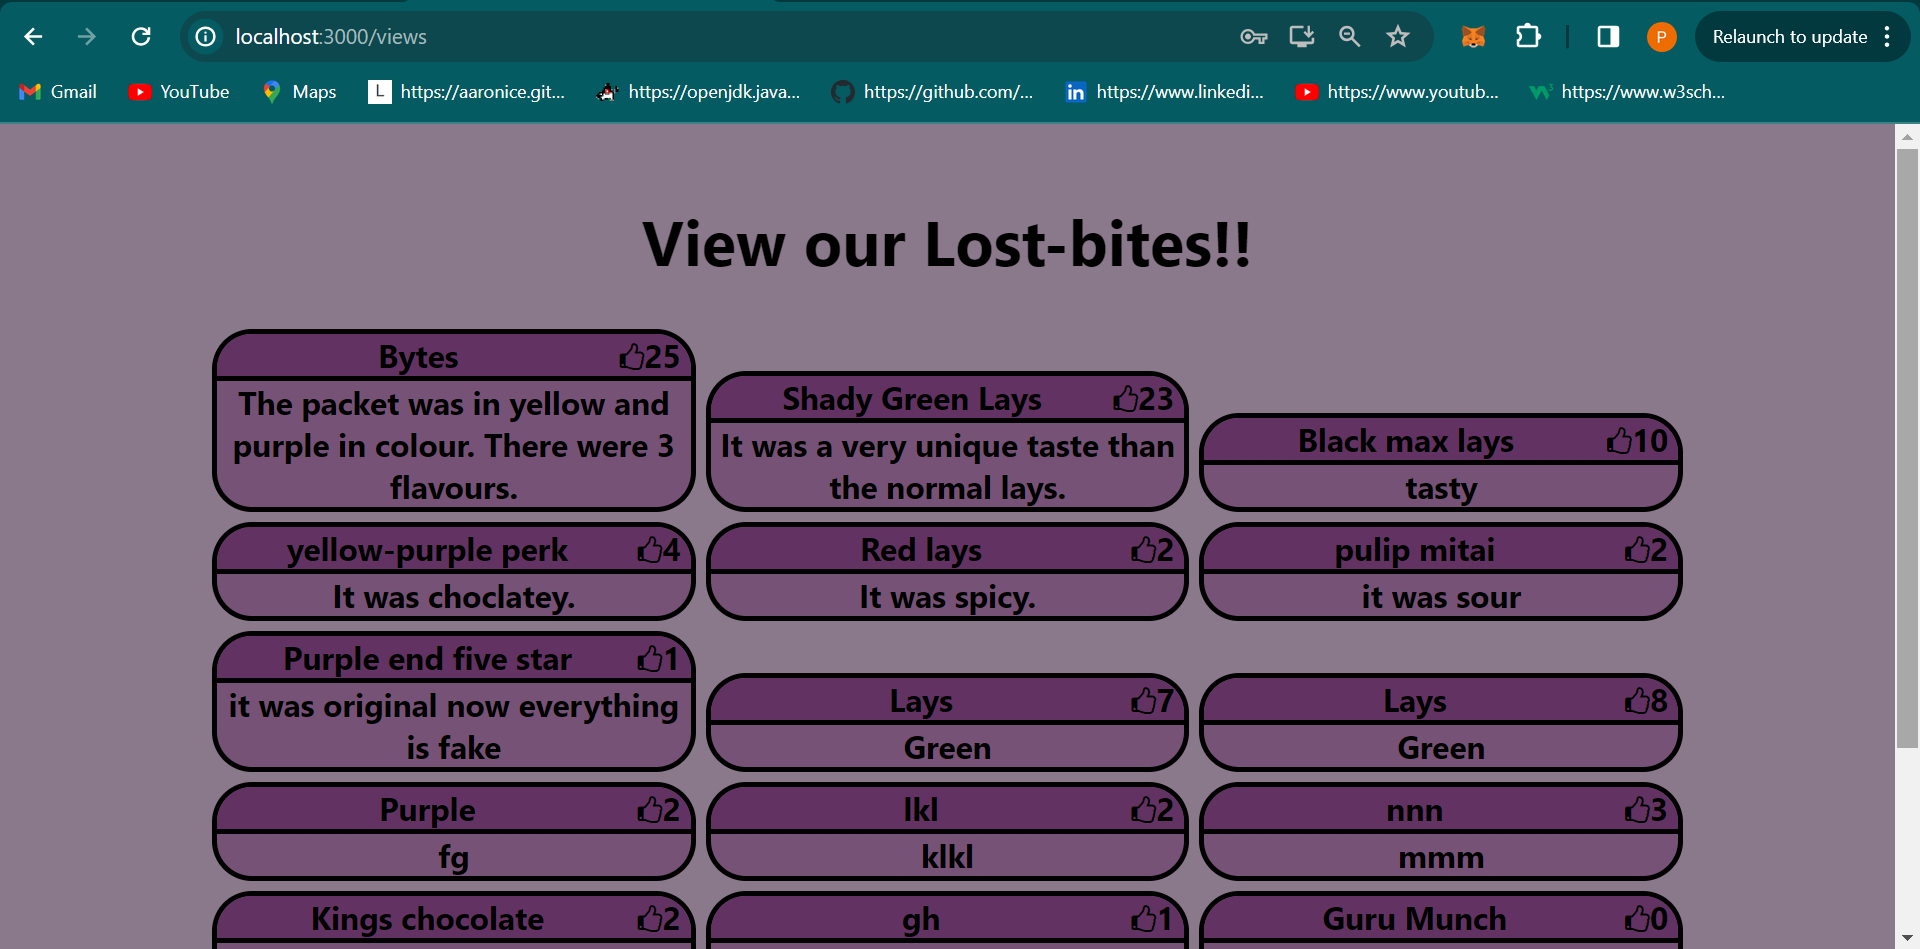 localhost:3000/views
Relaunch to update
P
Gmail
YouTube
Maps
L
https://aaronice.git...
https://openjdk.java...
https://github.com/...
in
https://www.linkedi...
https://www.youtub...
https://www.w3sch...
View our Lost-bites!!
Bytes 25
The packet was in yellow and
purple in colour. There were 3
flavours.
Shady Green Lays 23
It was a very unique taste than
the normal lays.
Black max lays 10
tasty
yellow-purple perk 4
It was choclatey.
Red lays 2
It was spicy.
pulip mitai 2
it was sour
Purple end five star 1
it was original now everything
is fake
Lays 7
Green
Lays 8
Green
Purple 2
fg
lkl 2
klkl
nnn 3
mmm
Kings chocolate 2
gh 1
Guru Munch 0